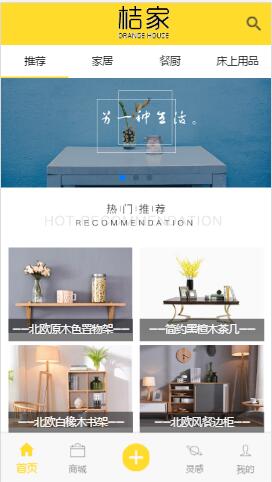 桔家
ORANGE HOUSE
推荐 家居 餐厨 床上用品
另一种生活。
热门推荐
HOT RECOMMENDATION
RECOMMENDATION
──北欧原木色置物架──
──简约黑檀木茶几──
──北欧白橡木书架──
──北欧风餐边柜──
首页 商城 灵感 我的